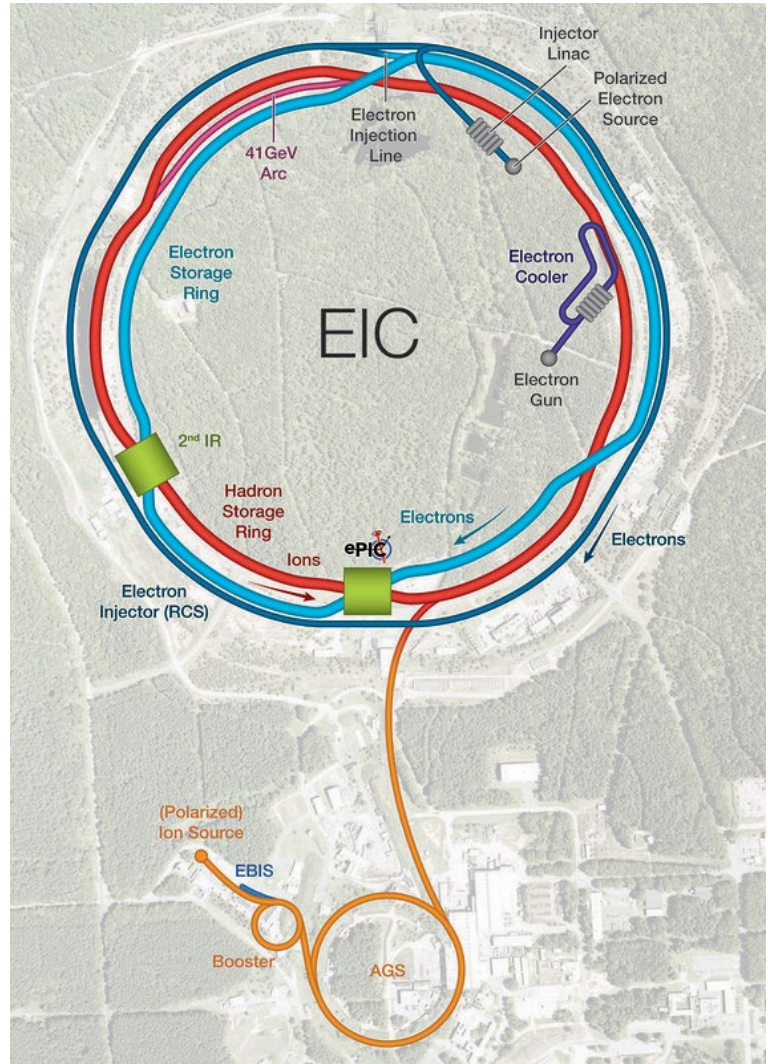 Injector
Linac
Polarized
Electron
Source
Electron
Injection
Line
41GeV
Arc
Electron
Storage
Ring
Electron
Cooler
EIC
Electron
Gun
2nd IR
Hadron
Storage
Ring
Electrons
ePIC
Ions
Electrons
Electron
Injector (RCS)
(Polarized)
Ion Source
EBIS
Booster
AGS